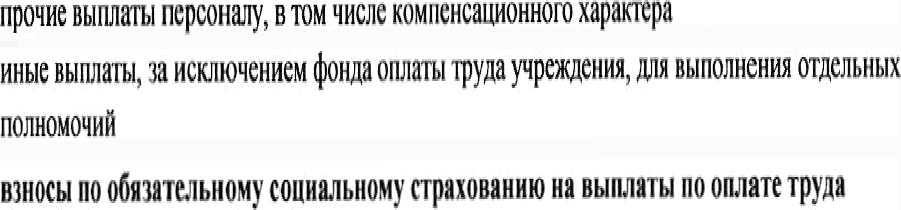 прочие выплаты персоналу, в том числе компенсационного характера
иные выплаты, за исключением фонда оплаты труда учреждения, для выполнения отдельных
полномочий
взносы по обязательному социальному страхованию на выплаты по оплате труда